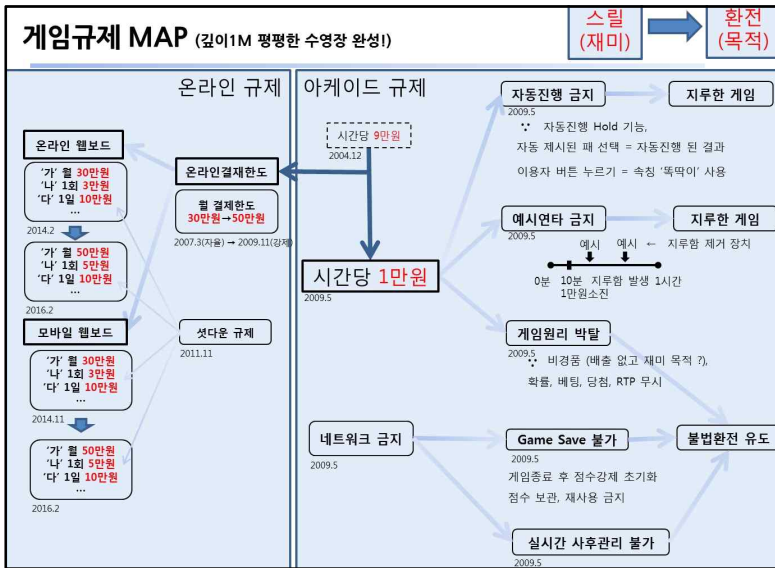 게임규제 MAP (깊이1M 평평한 수영장 완성!)
스릴
(재미)
환전
(목적)
온라인 규제
온라인 웹보드
'가' 월 30만원
'나' 1회 3만원
'다' 1일 10만원
...
2014.2
'가' 월 50만원
'나' 1회 5만원
'다' 1일 10만원
...
2016.2
모바일 웹보드
'가' 월 30만원
'나' 1회 3만원
'다' 1일 10만원
...
2014.11
'가' 월 50만원
'나' 1회 5만원
'다' 1일 10만원
...
2016.2
온라인결재한도
월 결제한도
30만원→50만원
2007.3(자율) → 2009.11(강제)
셧다운 규제
2011.11
아케이드 규제
시간당 9만원
2004.12
시간당 1만원
2009.5
네트워크 금지
2009.5
자동진행 금지
2009.5
지루한 게임
∵ 자동진행 Hold 기능,
자동 제시된 패 선택 = 자동진행 된 결과
이용자 버튼 누르기 = 속칭 '똑딱이' 사용
예시연타 금지
2009.5
지루한 게임
예시 예시 ← 지루함 제거 장치
0분 10분 지루함 발생 1시간
1만원소진
게임원리 박탈
2009.5
∵ 비경품 (배출 없고 재미 목적 ?),
확률, 베팅, 당첨, RTP 무시
Game Save 불가
2009.5
불법환전 유도
게임종료 후 점수강제 초기화
점수 보관, 재사용 금지
실시간 사후관리 불가
2009.5